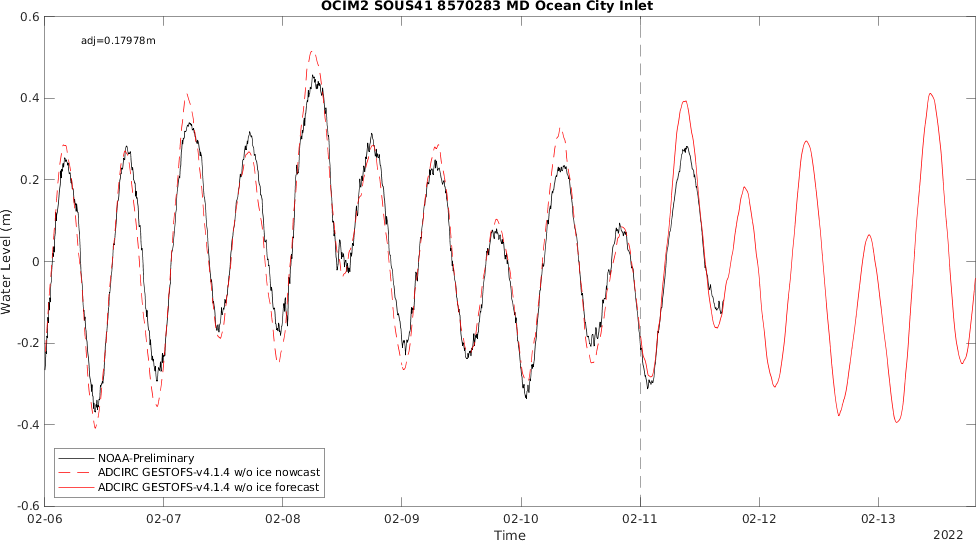 OCIM2 SOUS41 8570283 MD Ocean City Inlet
0.6
adj=0.17978m
0.4
0.2
0
-0.2
-0.4
-0.6
Water Level (m)
NOAA-Preliminary
ADCIRC GESTOFS-v4.1.4 w/o ice nowcast
ADCIRC GESTOFS-v4.1.4 w/o ice forecast
02-06 02-07 02-08 02-09 02-10 02-11 02-12 02-13
Time
2022